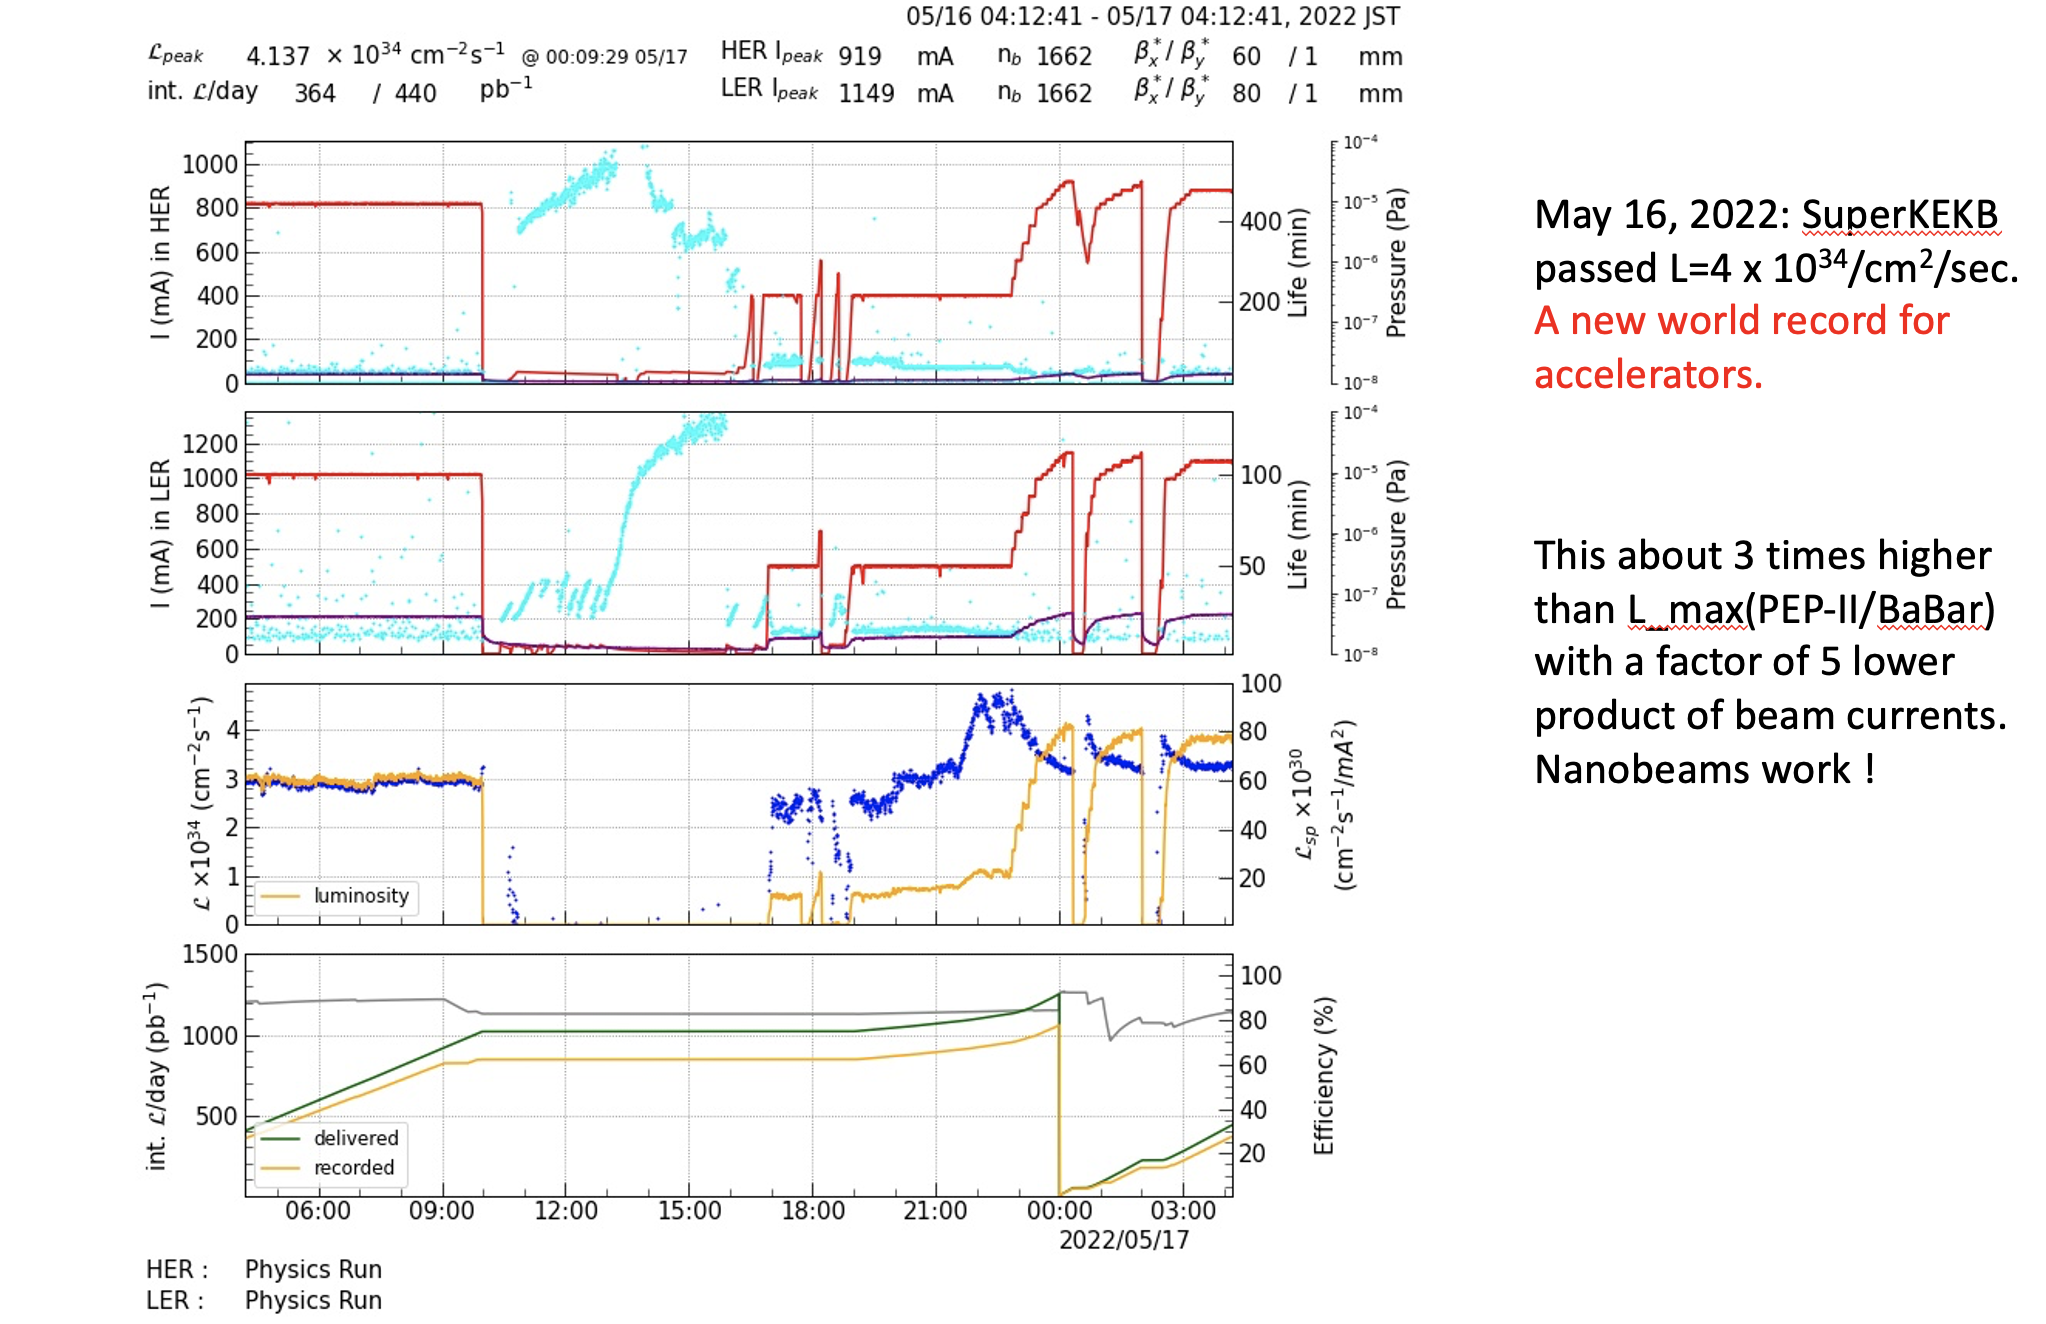 05/16 04:12:41 - 05/17 04:12:41, 2022 JST
ℒpeak 4.137 × 10³⁴ cm⁻²s⁻¹ @ 00:09:29 05/17 HER Ipeak 919 mA nb 1662 βx*/ βy* 60 / 1 mm
int. ℒ/day 364 / 440 pb⁻¹ LER Ipeak 1149 mA nb 1662 βx*/ βy* 80 / 1 mm
I (mA) in HER
1000
800
600
400
200
0
400
200
Life (min)
10⁻⁴
10⁻⁵
10⁻⁶
10⁻⁷
10⁻⁸
Pressure (Pa)
I (mA) in LER
1200
1000
800
600
400
200
0
100
50
Life (min)
10⁻⁴
10⁻⁵
10⁻⁶
10⁻⁷
10⁻⁸
Pressure (Pa)
ℒ ×10³⁴ (cm⁻²s⁻¹)
4
3
2
1
0
luminosity
100
80
60
40
20
ℒsp ×10³⁰
(cm⁻²s⁻¹/mA²)
int. ℒ/day (pb⁻¹)
1500
1000
500
delivered
recorded
100
80
60
40
20
Efficiency (%)
06:00 09:00 12:00 15:00 18:00 21:00 00:00 03:00
2022/05/17
HER : Physics Run
LER : Physics Run
May 16, 2022: SuperKEKB
passed L=4 x 10³⁴/cm²/sec.
A new world record for
accelerators.
This about 3 times higher
than L_max(PEP-II/BaBar)
with a factor of 5 lower
product of beam currents.
Nanobeams work !